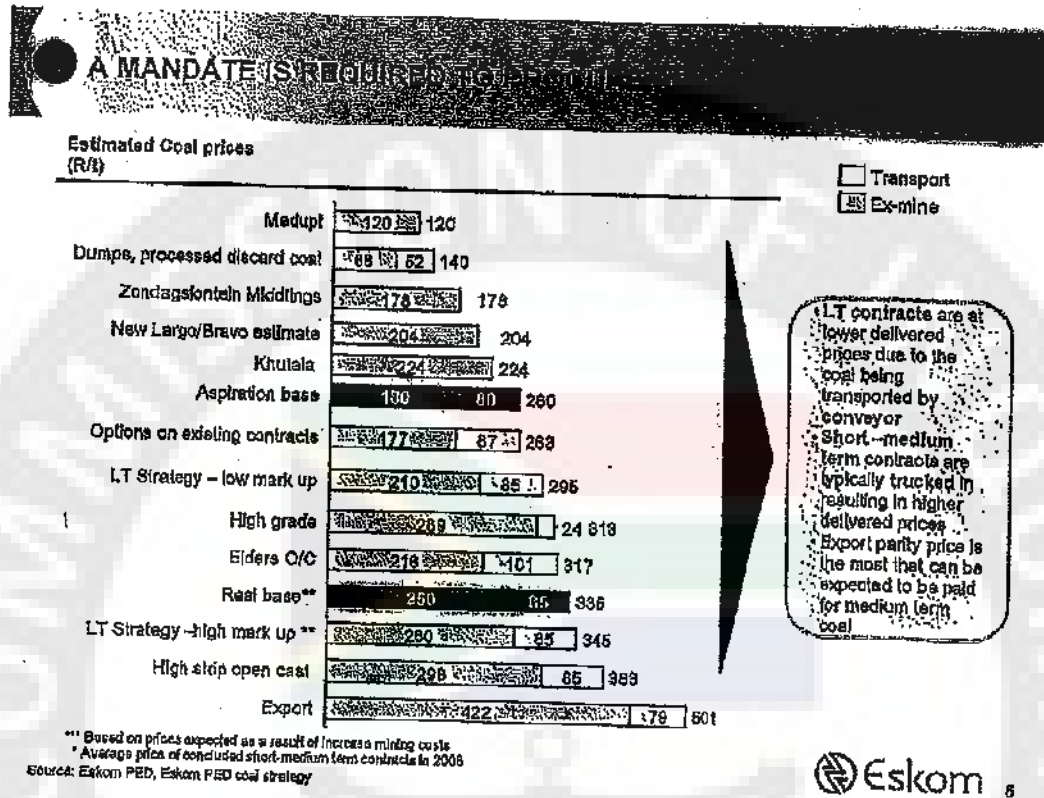 A MANDATE IS REQUIRED TO
Estimated Coal prices
(R/t)
Transport
Ex-mine
Medupi 120 120
Dumps, processed discard coal 88 52 140
Zondagsfontein Middlings 178 178
New Largo/Bravo estimate 204 204
Khutala 224 224
Aspiration base 180 80 260
Options on existing contracts 177 87 263
LT Strategy – low mark up 210 85 295
High grade 289 24 313
Elders O/C 216 101 317
Real base** 250 85 335
LT Strategy –high mark up ** 260 85 345
High strip open cast 298 85 383
Export 422 79 501
LT contracts are at
lower delivered
prices due to the
coal being
transported by
conveyor
Short –medium
term contracts are
typically trucked in
resulting in higher
delivered prices
Export parity price is
the most that can be
expected to be paid
for medium term
coal
*** Based on prices expected as a result of increase mining costs
* Average price of concluded short-medium term contracts in 2008
Source: Eskom PED, Eskom PED coal strategy
Eskom